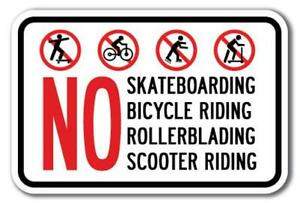 NO
SKATEBOARDING
BICYCLE RIDING
ROLLERBLADING
SCOOTER RIDING